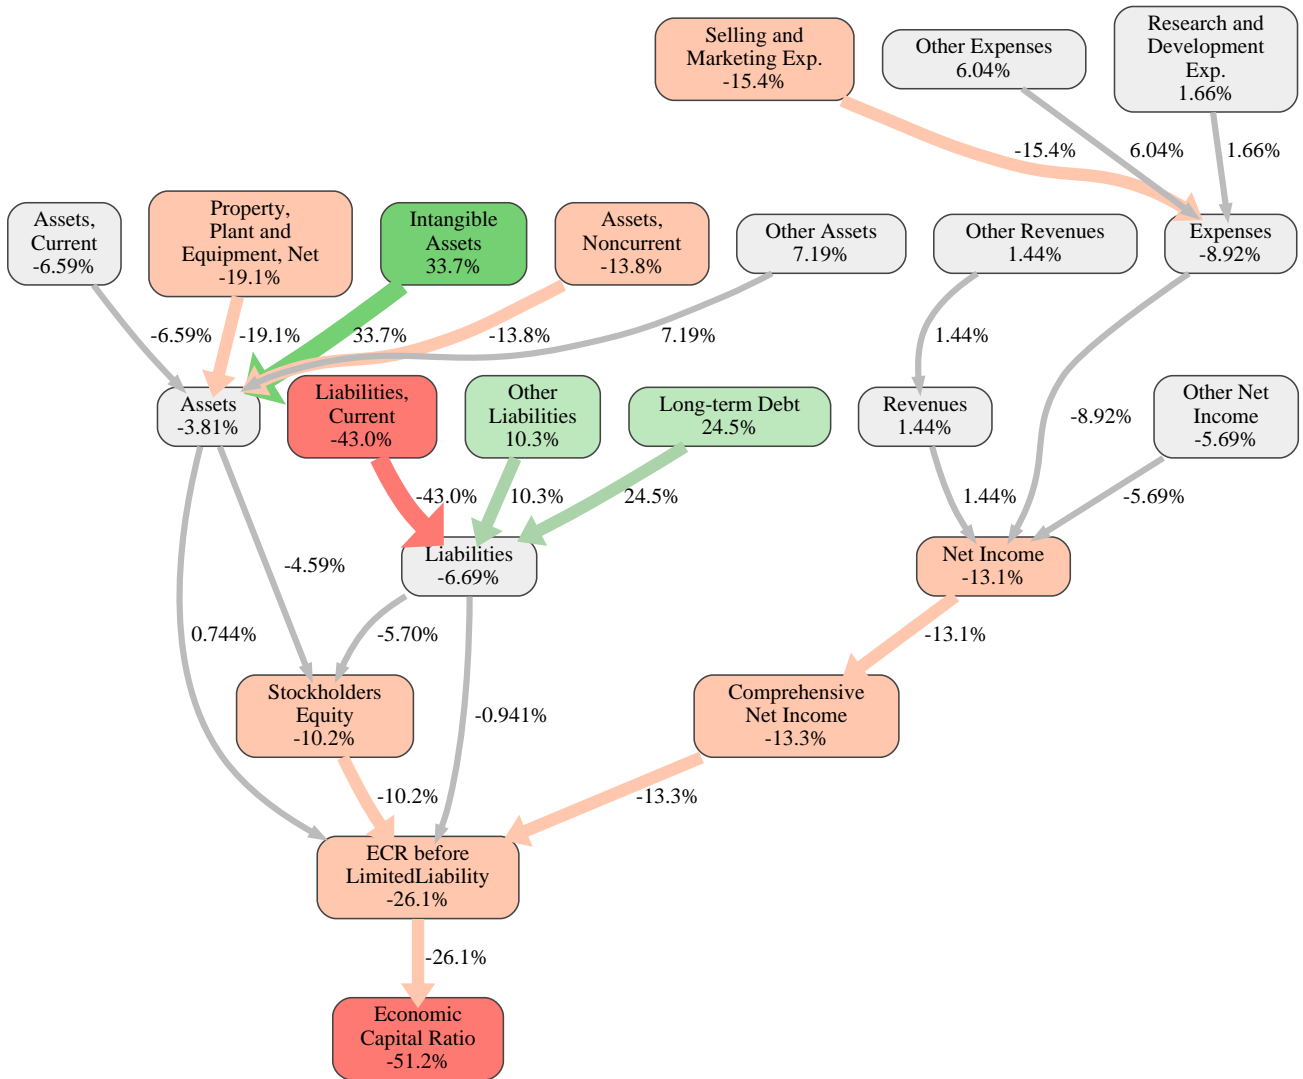 Selling and
Marketing Exp.
-15.4%
Other Expenses
6.04%
Research and
Development
Exp.
1.66%
-15.4%
6.04%
1.66%
Assets,
Current
-6.59%
Property,
Plant and
Equipment, Net
-19.1%
Intangible
Assets
33.7%
Assets,
Noncurrent
-13.8%
Other Assets
7.19%
Other Revenues
1.44%
Expenses
-8.92%
-6.59%
-19.1%
33.7%
-13.8%
7.19%
1.44%
-8.92%
Assets
-3.81%
Liabilities,
Current
-43.0%
Other
Liabilities
10.3%
Long-term Debt
24.5%
Revenues
1.44%
Other Net
Income
-5.69%
-43.0%
10.3%
24.5%
1.44%
-5.69%
-4.59%
Liabilities
-6.69%
Net Income
-13.1%
0.744%
-5.70%
-13.1%
Stockholders
Equity
-10.2%
-0.941%
Comprehensive
Net Income
-13.3%
-10.2%
-13.3%
ECR before
LimitedLiability
-26.1%
-26.1%
Economic
Capital Ratio
-51.2%